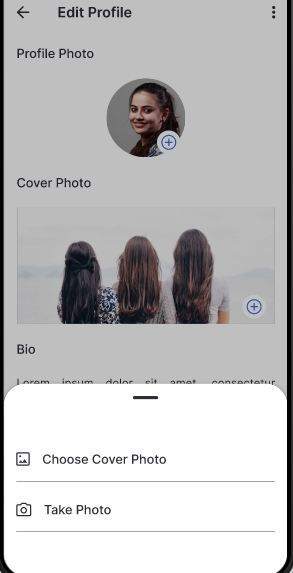 Edit Profile
Profile Photo
Cover Photo
Bio
Lorem ipsum dolor sit amet, consectetur
Choose Cover Photo
Take Photo